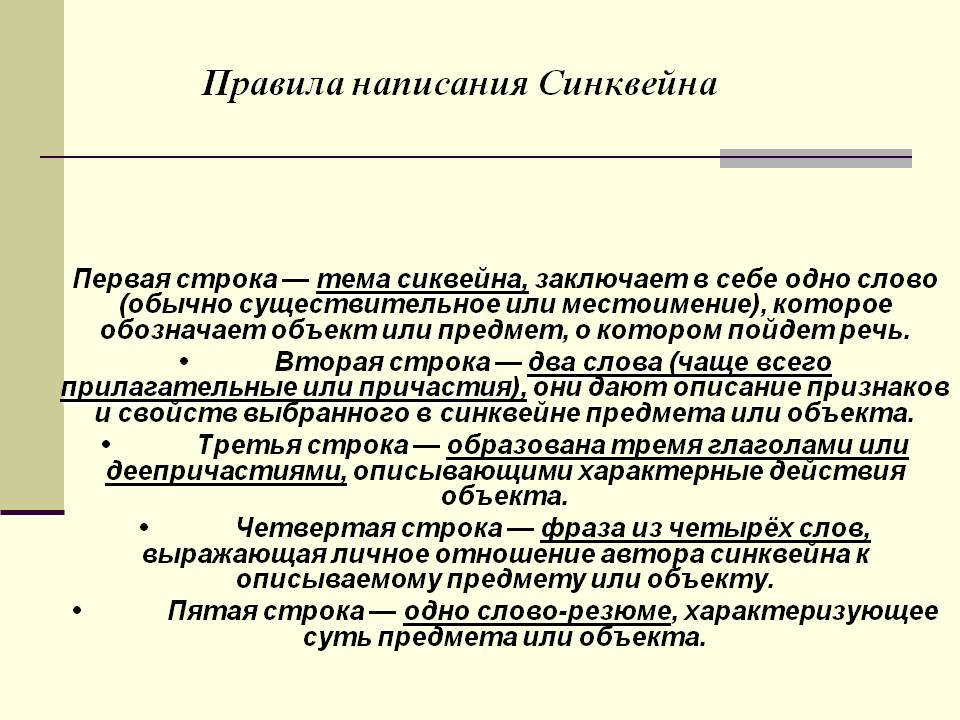 Правила написания Синквейна
Первая строка — тема сиквейна, заключает в себе одно слово
(обычно существительное или местоимение), которое
обозначает объект или предмет, о котором пойдет речь.
• Вторая строка — два слова (чаще всего
прилагательные или причастия), они дают описание признаков
и свойств выбранного в синквейне предмета или объекта.
• Третья строка — образована тремя глаголами или
деепричастиями, описывающими характерные действия
объекта.
• Четвертая строка — фраза из четырёх слов,
выражающая личное отношение автора синквейна к
описываемому предмету или объекту.
• Пятая строка — одно слово-резюме, характеризующее
суть предмета или объекта.